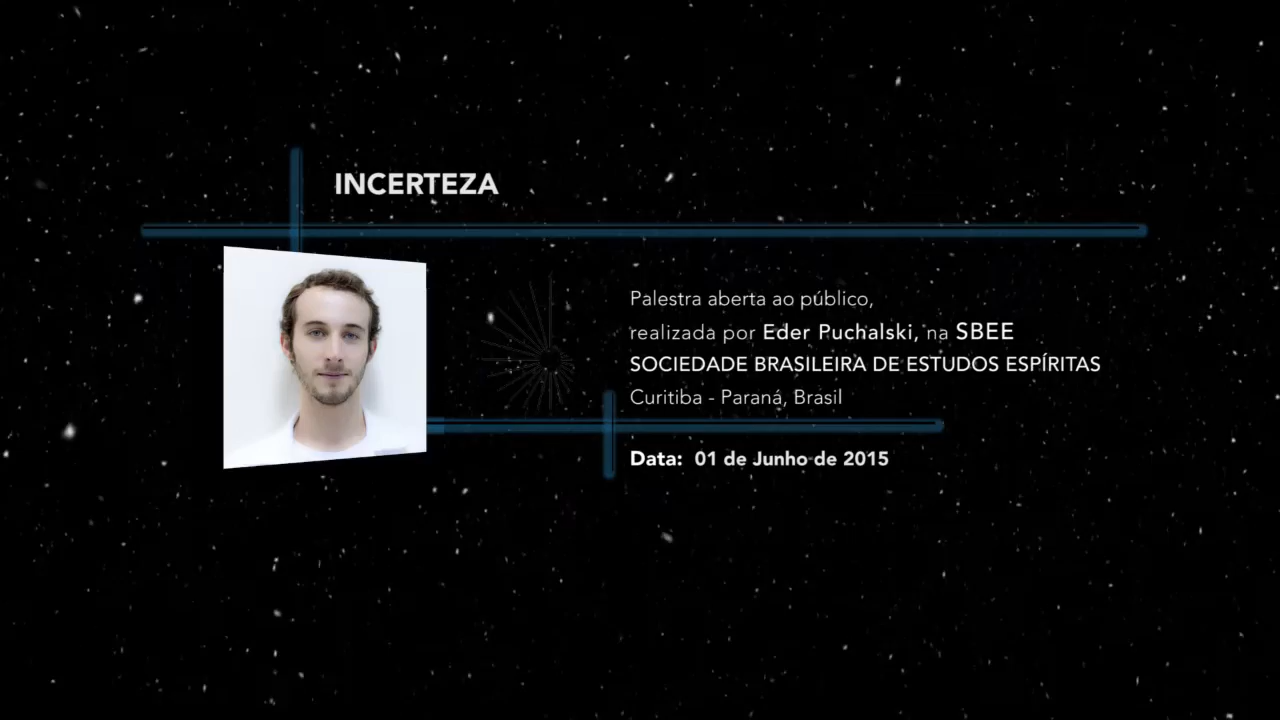 INCERTEZA
Palestra aberta ao público,
realizada por Eder Puchalski, na SBEE
SOCIEDADE BRASILEIRA DE ESTUDOS ESPÍRITAS
Curitiba - Paraná, Brasil
Data: 01 de Junho de 2015